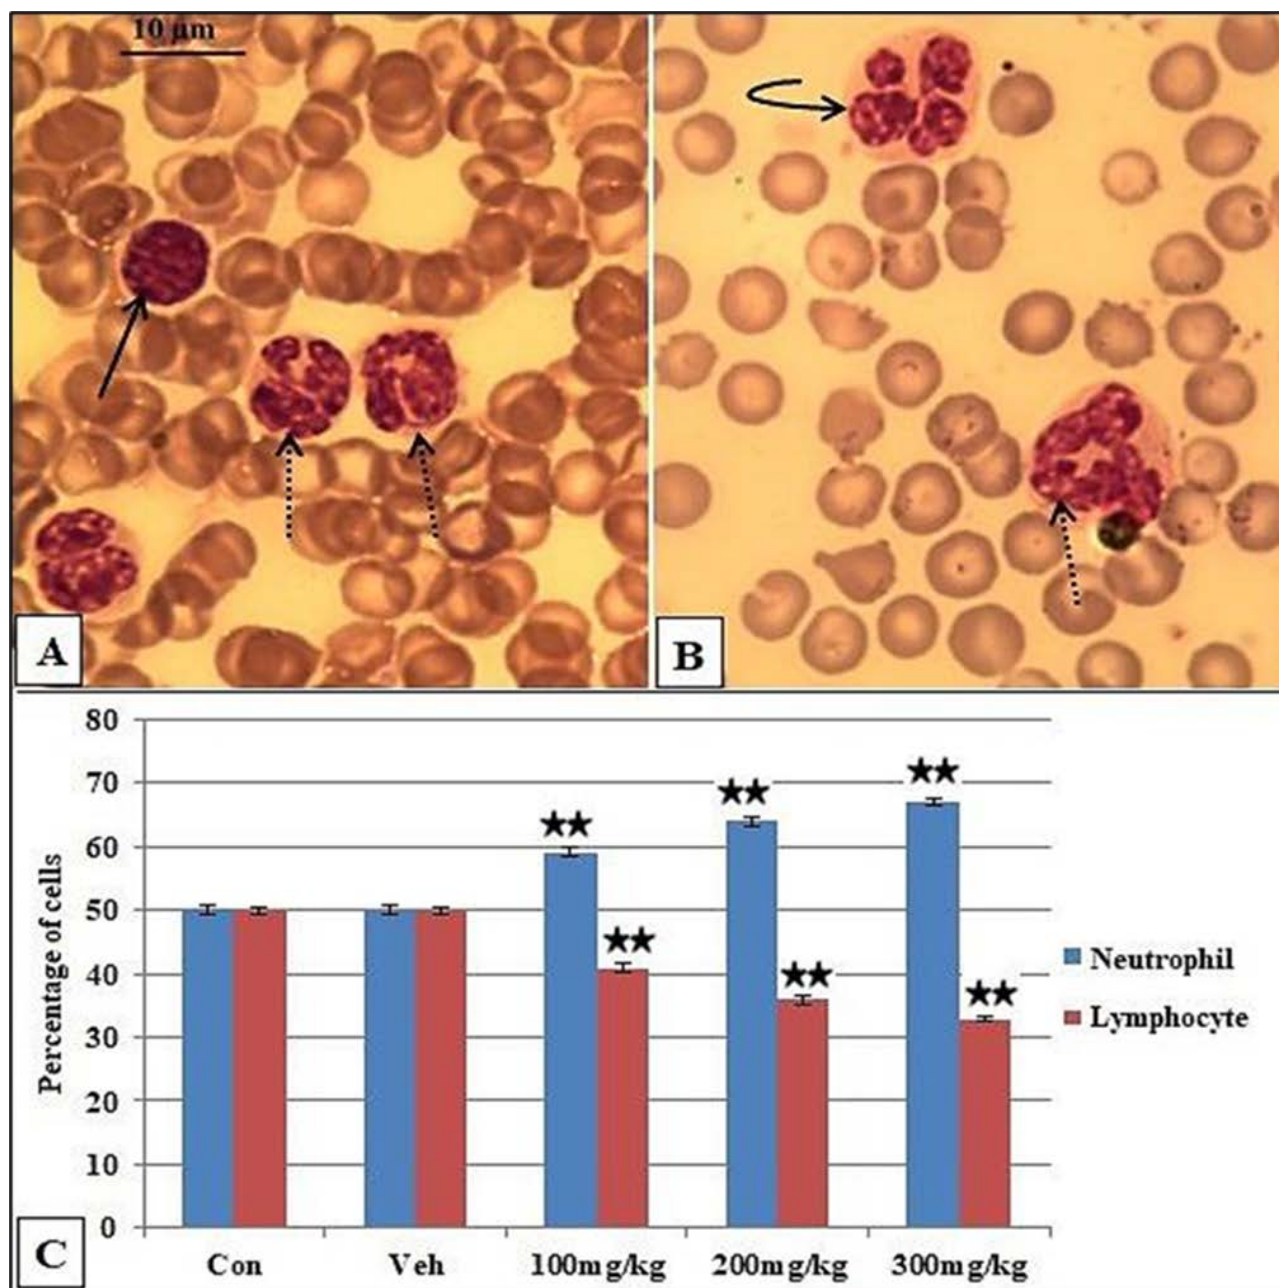 10 µm
A
B
80
70
60
50
40
30
20
10
0
Percentage of cells
★★
★★
★★
★★
★★
★★
Con
Veh
100mg/kg
200mg/kg
300mg/kg
Neutrophil
Lymphocyte
C